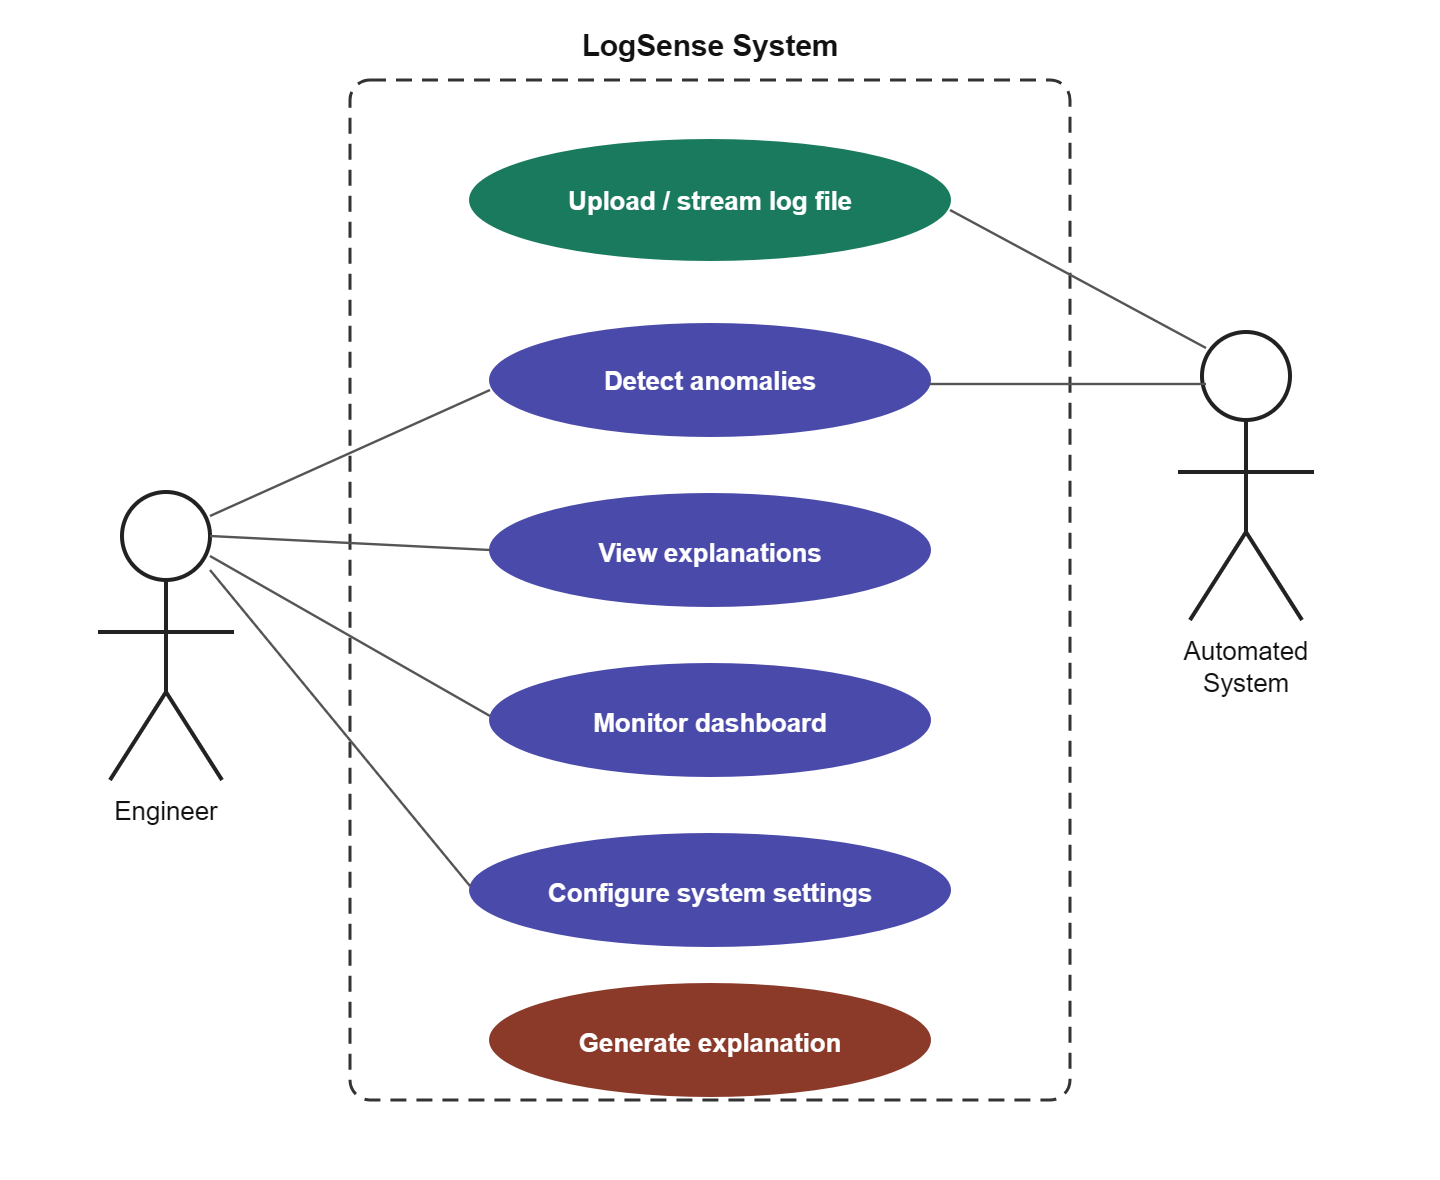 LogSense System
Upload / stream log file
Detect anomalies
View explanations
Automated
System
Monitor dashboard
Engineer
Configure system settings
Generate explanation